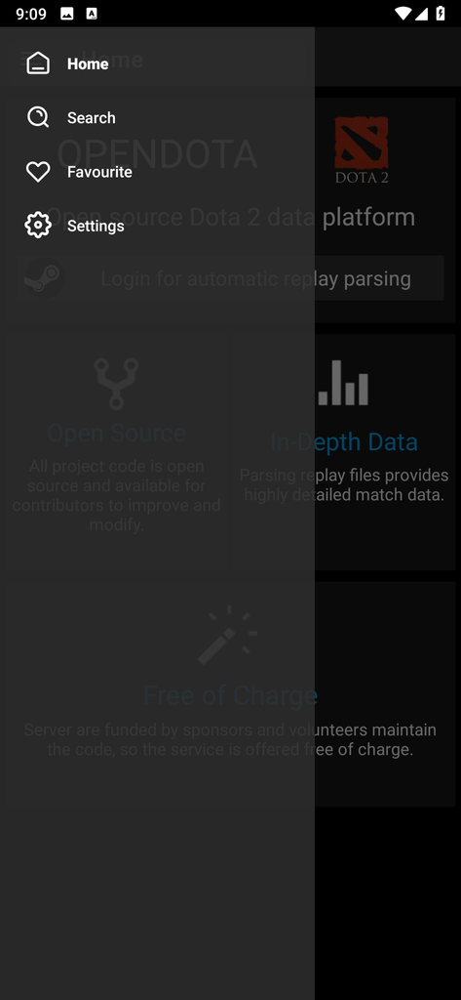 9:09
Home
Home
Search
OPENDOTA
DOTA 2
Favourite
Open source Dota 2 data platform
Settings
Login for automatic replay parsing
Open Source
All project code is open
source and available for
contributors to improve and
modify.
In-Depth Data
Parsing replay files provides
highly detailed match data.
Free of Charge
Server are funded by sponsors and volunteers maintain
the code, so the service is offered free of charge.